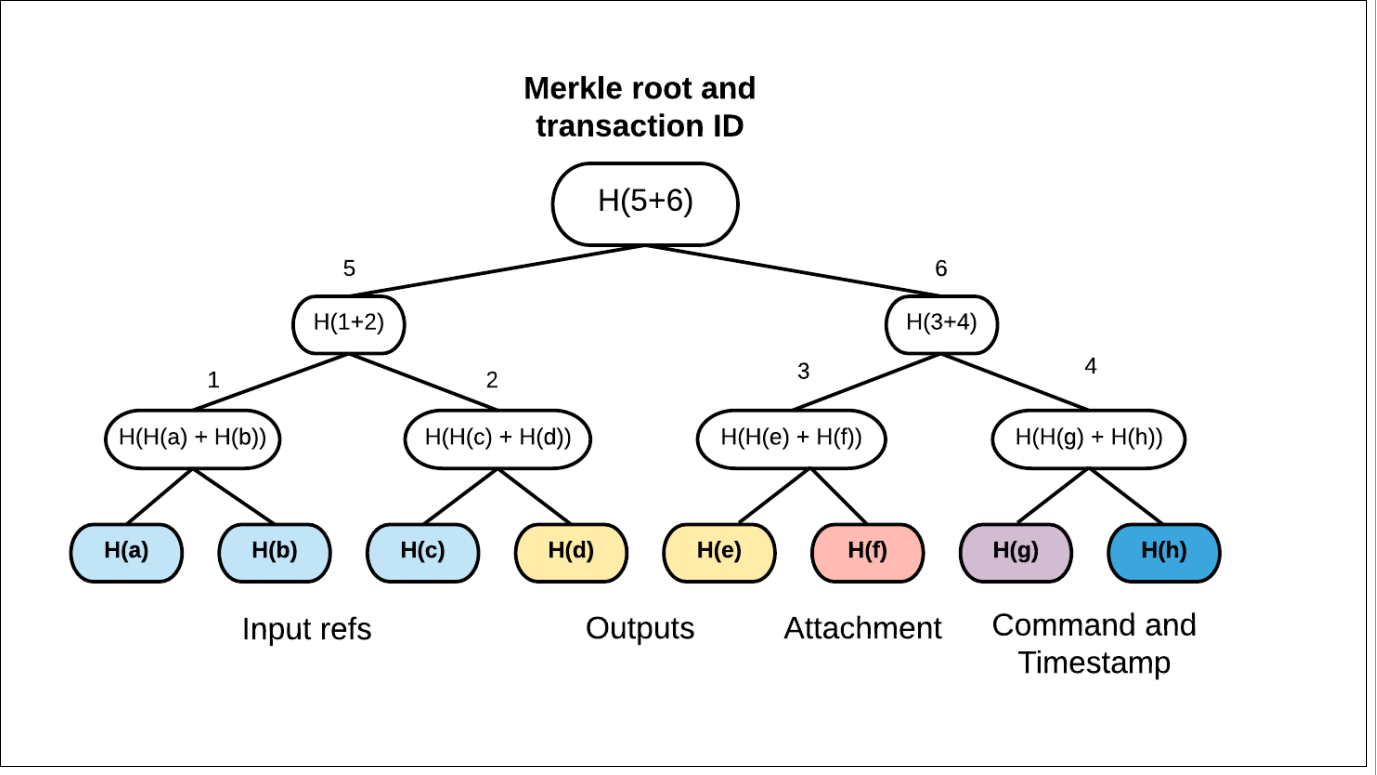 Merkle root and
transaction ID
H(5+6)
5
6
H(1+2)
H(3+4)
1
2
3
4
H(H(a) + H(b))
H(H(c) + H(d))
H(H(e) + H(f))
H(H(g) + H(h))
H(a)
H(b)
H(c)
H(d)
H(e)
H(f)
H(g)
H(h)
Input refs
Outputs
Attachment
Command and
Timestamp